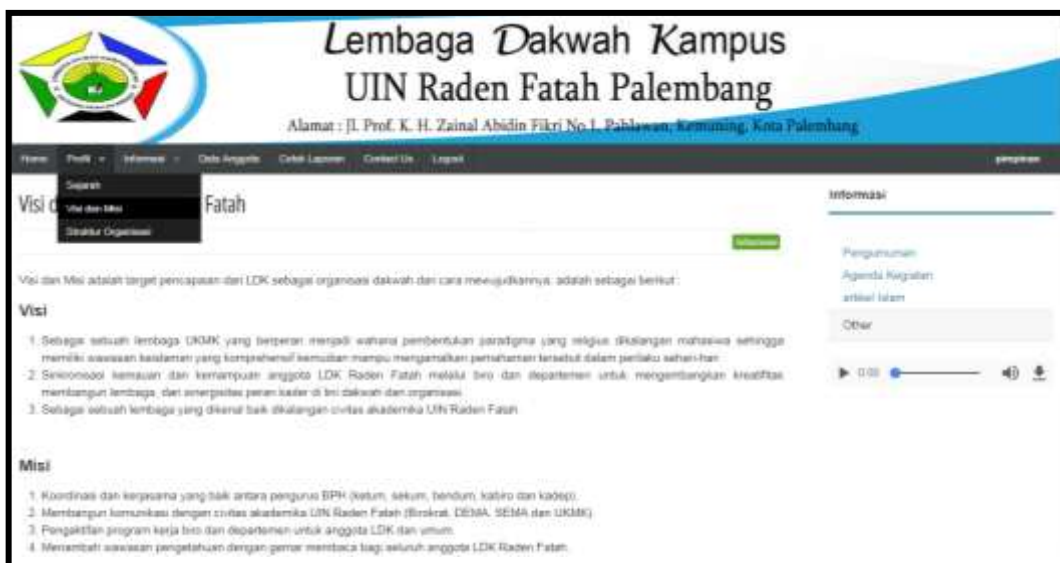 Lembaga Dakwah Kampus
UIN Raden Fatah Palembang
Alamat : Jl. Prof. K. H. Zainal Abidin Fikri No.1, Pahlawan, Kemuning, Kota Palembang
Home Profil Informasi Data Anggota Cetak Laporan Contact Us Logout pimpinan
Sejarah
Visi dan Misi
Struktur Organisasi
Visi d Fatah
Informasi
Visi dan Misi adalah target pencapaian dari LDK sebagai organisasi dakwah dan cara mewujudkannya, adalah sebagai berikut :
Visi
1. Sebagai sebuah lembaga UKMK yang berperan menjadi wahana pembentukan paradigma yang religius dikalangan mahasiwa sehingga
memiliki wawasan keislaman yang komprehensif kemudian mampu mengamalkan pemahaman tersebut dalam perilaku sehari-hari
2. Sinkronisasi kemauan dan kemampuan anggota LDK Raden Fatah melalui biro dan departemen untuk mengembangkan kreatifitas
membangun lembaga, dan sinergisitas peran kader di lini dakwah dan organisasi.
3. Sebagai sebuah lembaga yang dikenal baik dikalangan civitas akademika UIN Raden Fatah
Misi
1. Koordinasi dan kerjasama yang baik antara pengurus BPH (ketum, sekum, bendum, kabiro dan kadep).
2. Membangun komunikasi dengan civitas akademika UIN Raden Fatah (Birokrat, DEMA, SEMA dan UKMK)
3. Pengaktifan program kerja biro dan departemen untuk anggota LDK dan umum
4. Menambah wawasan pengetahuan dengan gemar membaca bagi seluruh anggota LDK Raden Fatah.
Informasi
Pengumuman
Agenda Kegiatan
artikel Islam
Other
0:00